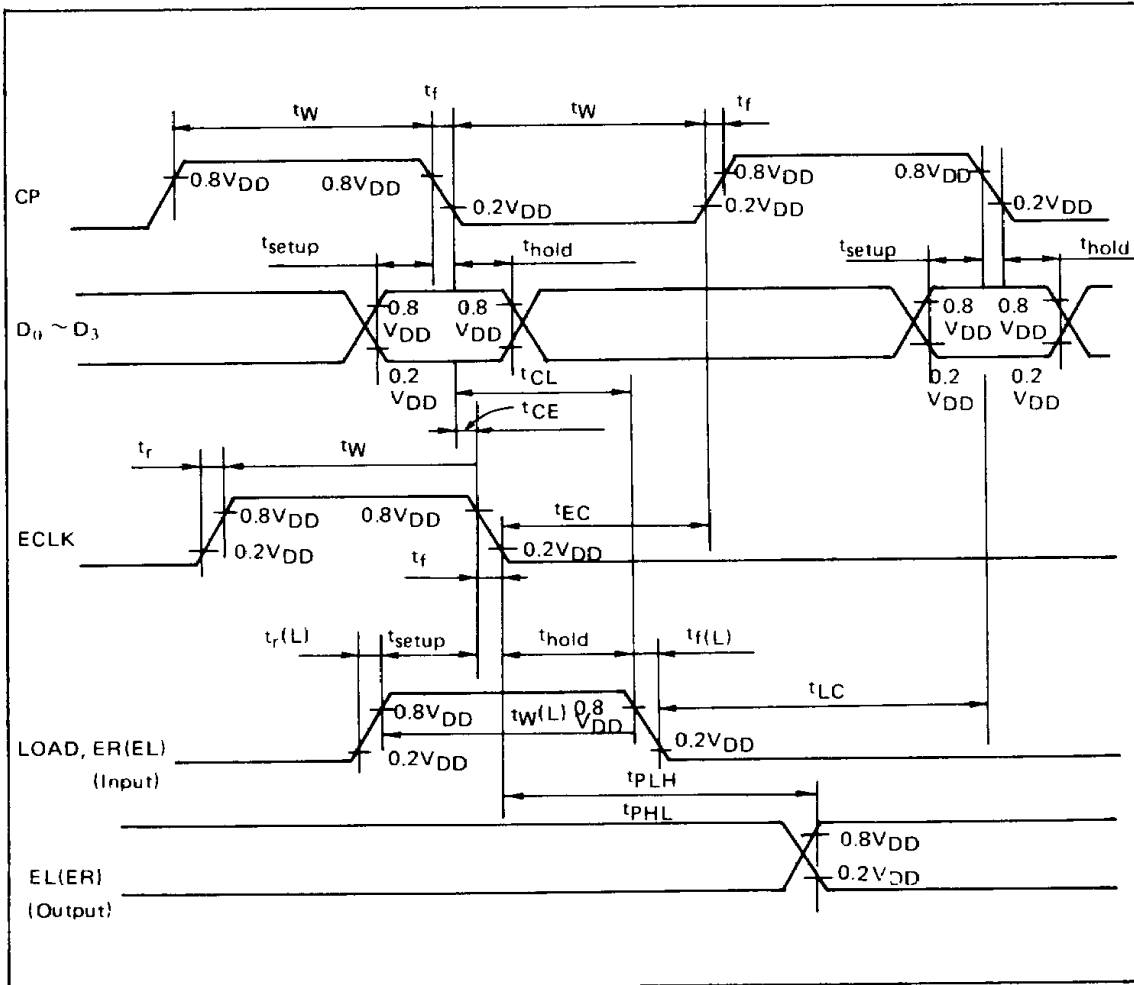 tW tf tW tf
CP 0.8VDD 0.8VDD 0.2VDD 0.8VDD 0.2VDD 0.8VDD 0.2VDD
tsetup thold tsetup thold
D0 ~ D3 0.8 VDD 0.8 VDD 0.8 VDD 0.8 VDD
0.2 VDD 0.2 VDD 0.2 VDD
tCL
tCE
tr tW
ECLK 0.8VDD 0.2VDD 0.8VDD 0.2VDD
tEC
tf
tr(L) tsetup thold tf(L)
tLC
LOAD, ER(EL) 0.8VDD tW(L) 0.8 VDD
(Input) 0.2VDD 0.2VDD
tPLH
tPHL
EL(ER) 0.8VDD
(Output) 0.2VDD